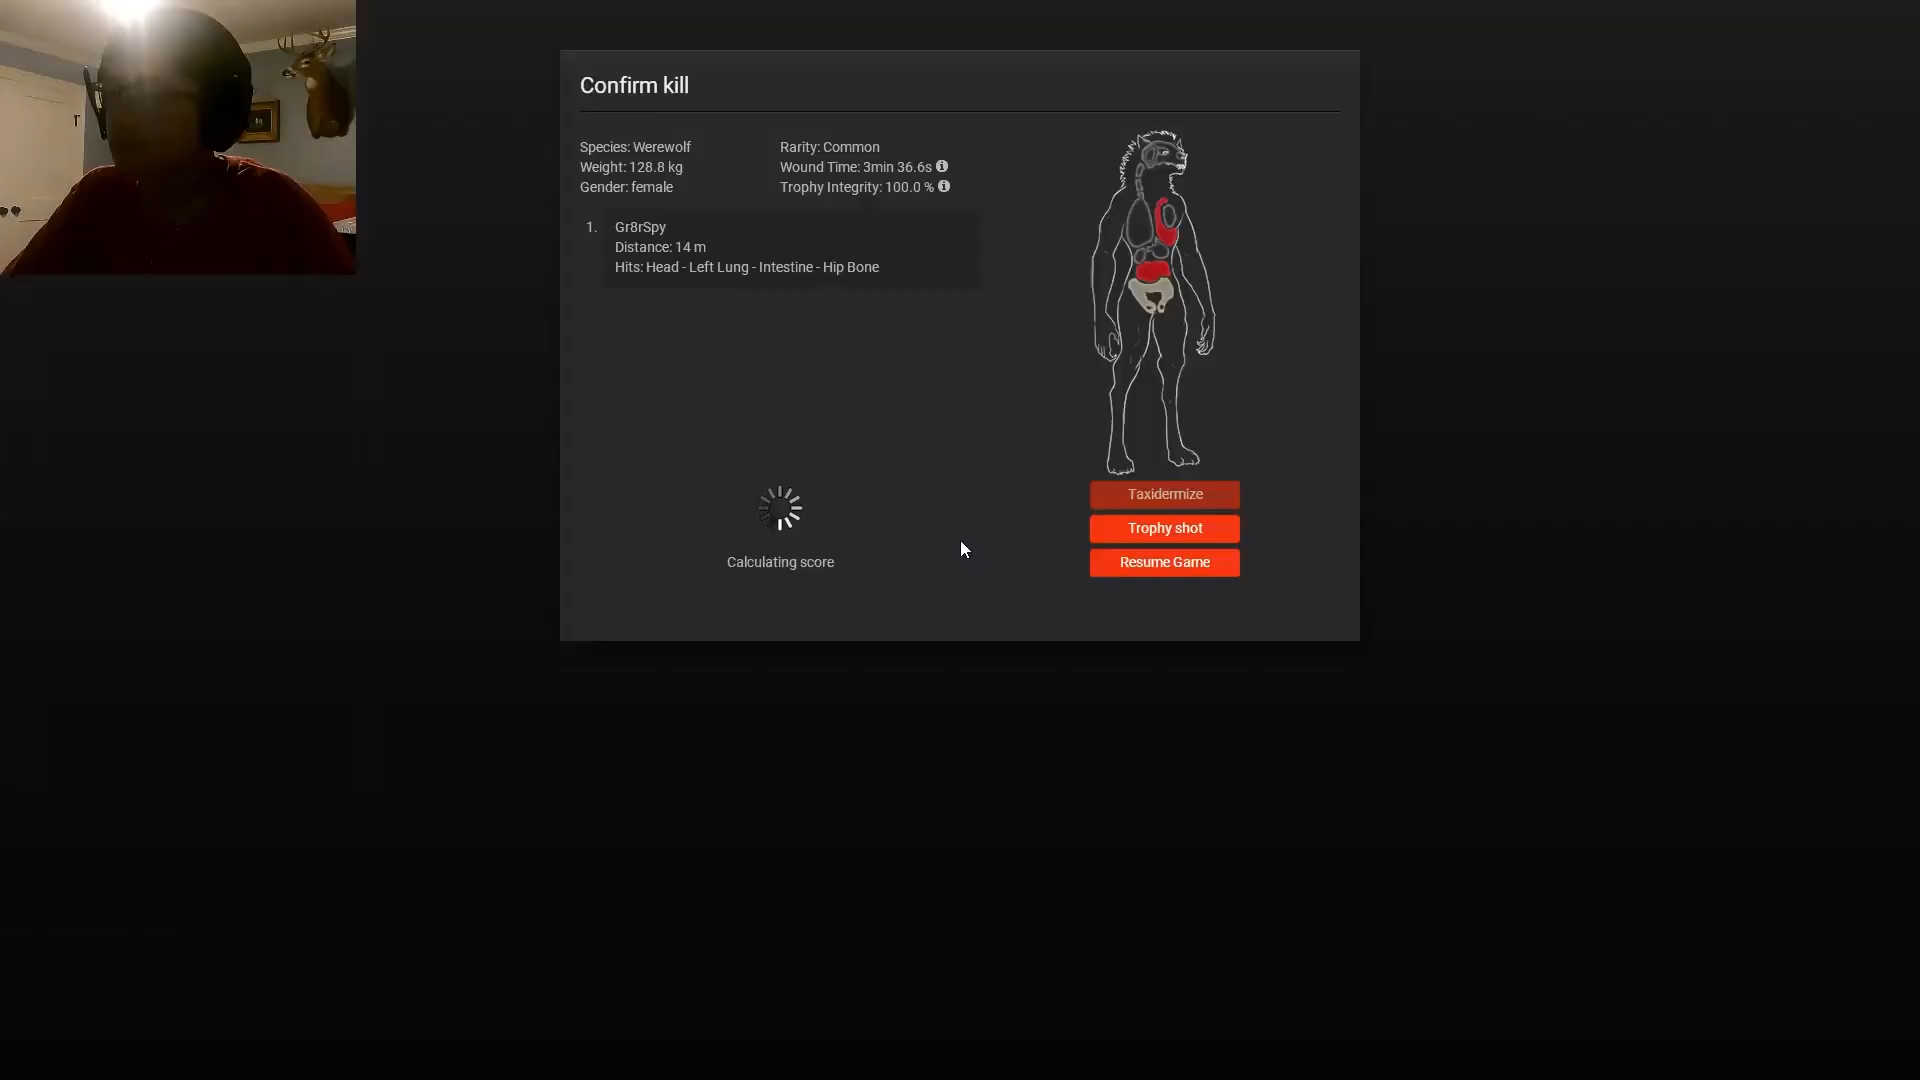 Confirm kill
Species: Werewolf
Rarity: Common
Weight: 128.8 kg
Wound Time: 3min 36.6s
Gender: female
Trophy Integrity: 100.0 %
1. Gr8rSpy
Distance: 14 m
Hits: Head - Left Lung - Intestine - Hip Bone
Calculating score
Taxidermize
Trophy shot
Resume Game